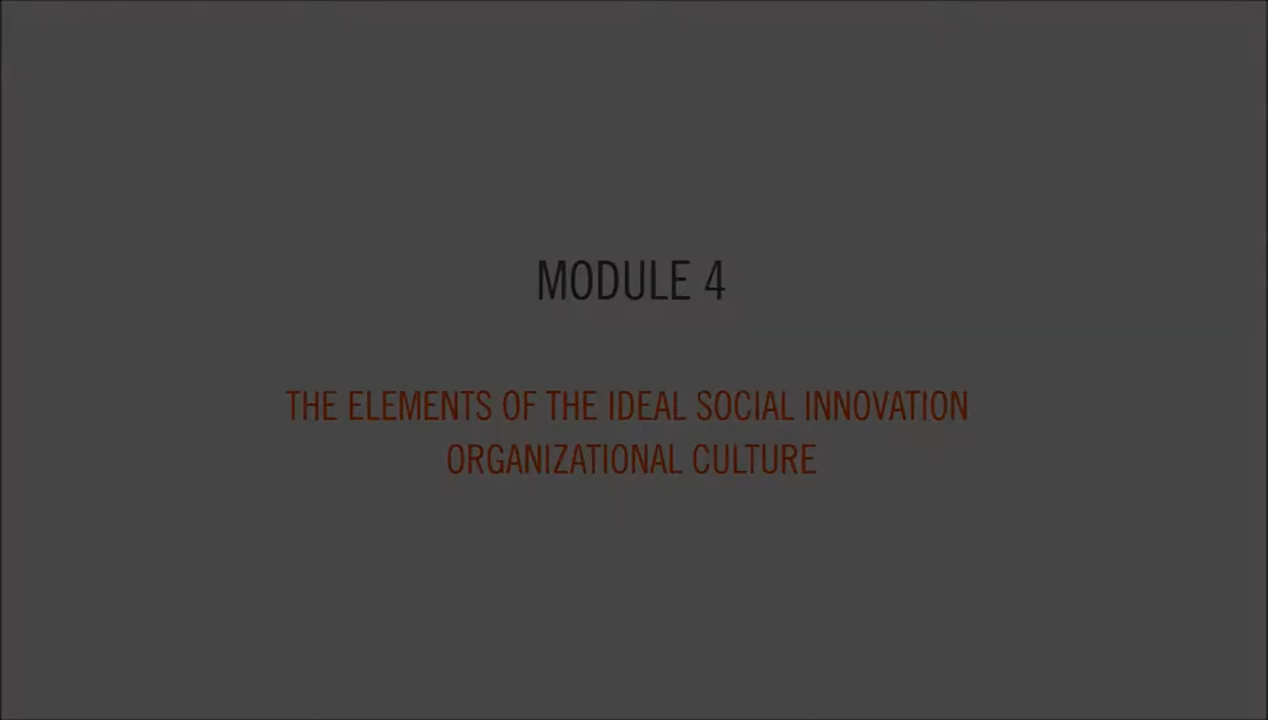 MODULE 4
THE ELEMENTS OF THE IDEAL SOCIAL INNOVATION
ORGANIZATIONAL CULTURE